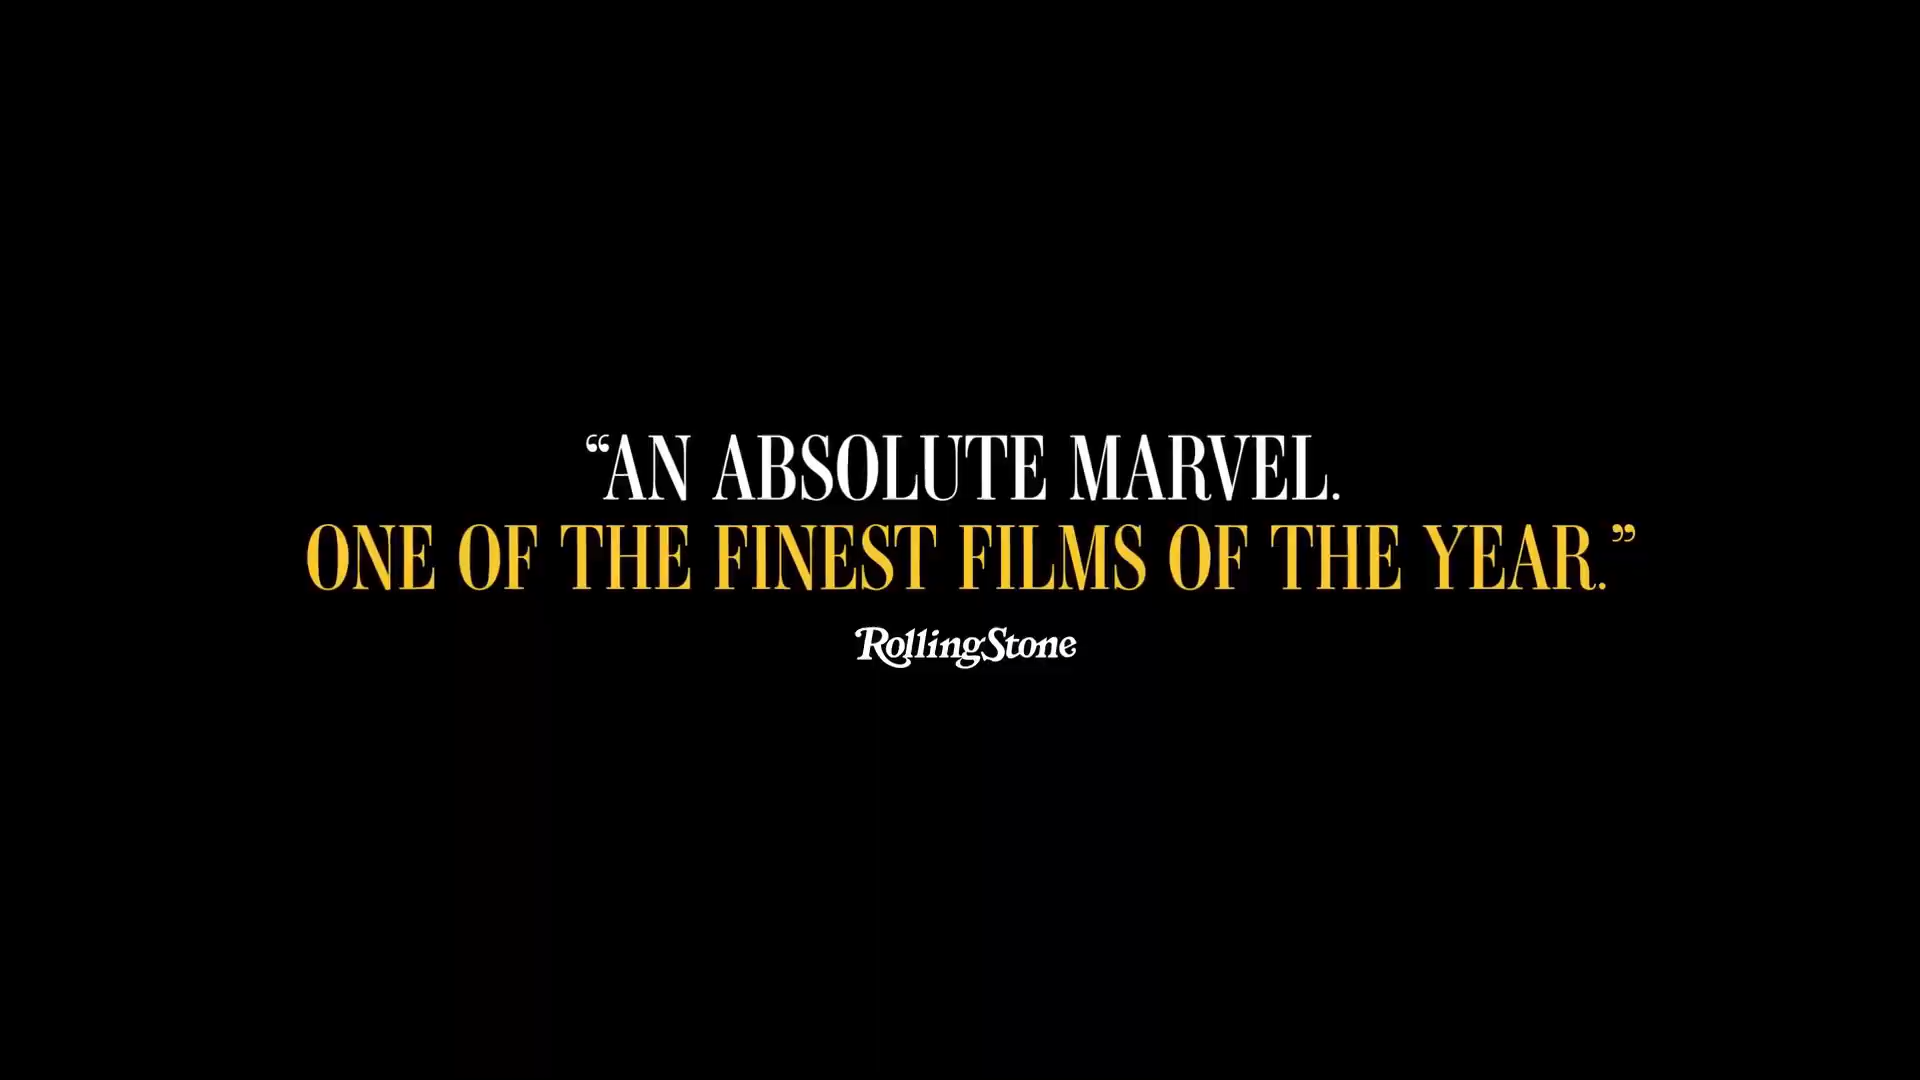 “AN ABSOLUTE MARVEL.
ONE OF THE FINEST FILMS OF THE YEAR.”
RollingStone